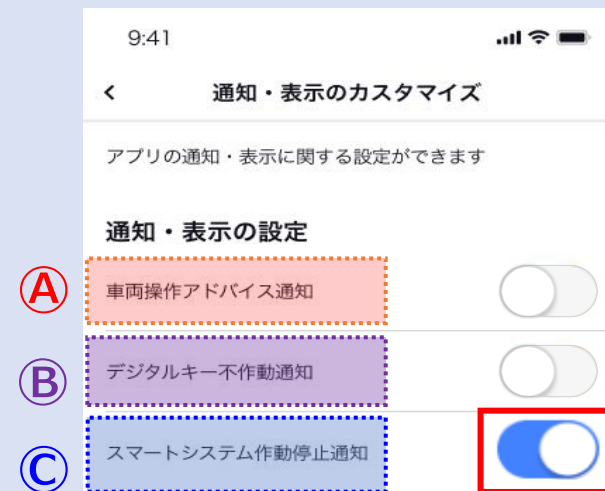 9:41
通知・表示のカスタマイズ
アプリの通知・表示に関する設定ができます
通知・表示の設定
Ⓐ 車両操作アドバイス通知
Ⓑ デジタルキー不作動通知
Ⓒ スマートシステム作動停止通知